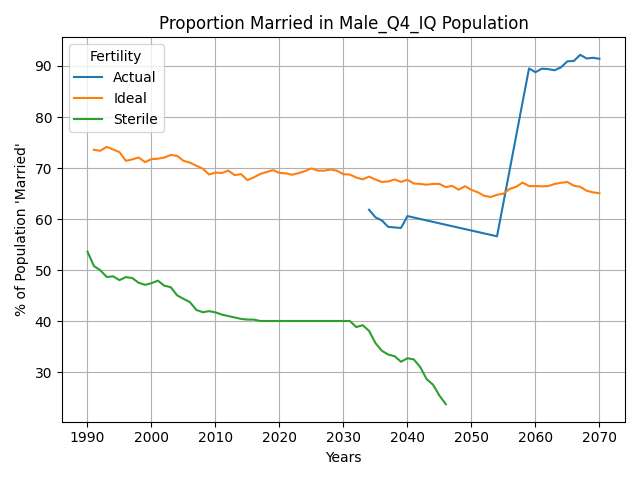 Proportion Married in Male_Q4_IQ Population
Fertility
Actual
Ideal
Sterile
% of Population 'Married'
90
80
70
60
50
40
30
1990 2000 2010 2020 2030 2040 2050 2060 2070
Years